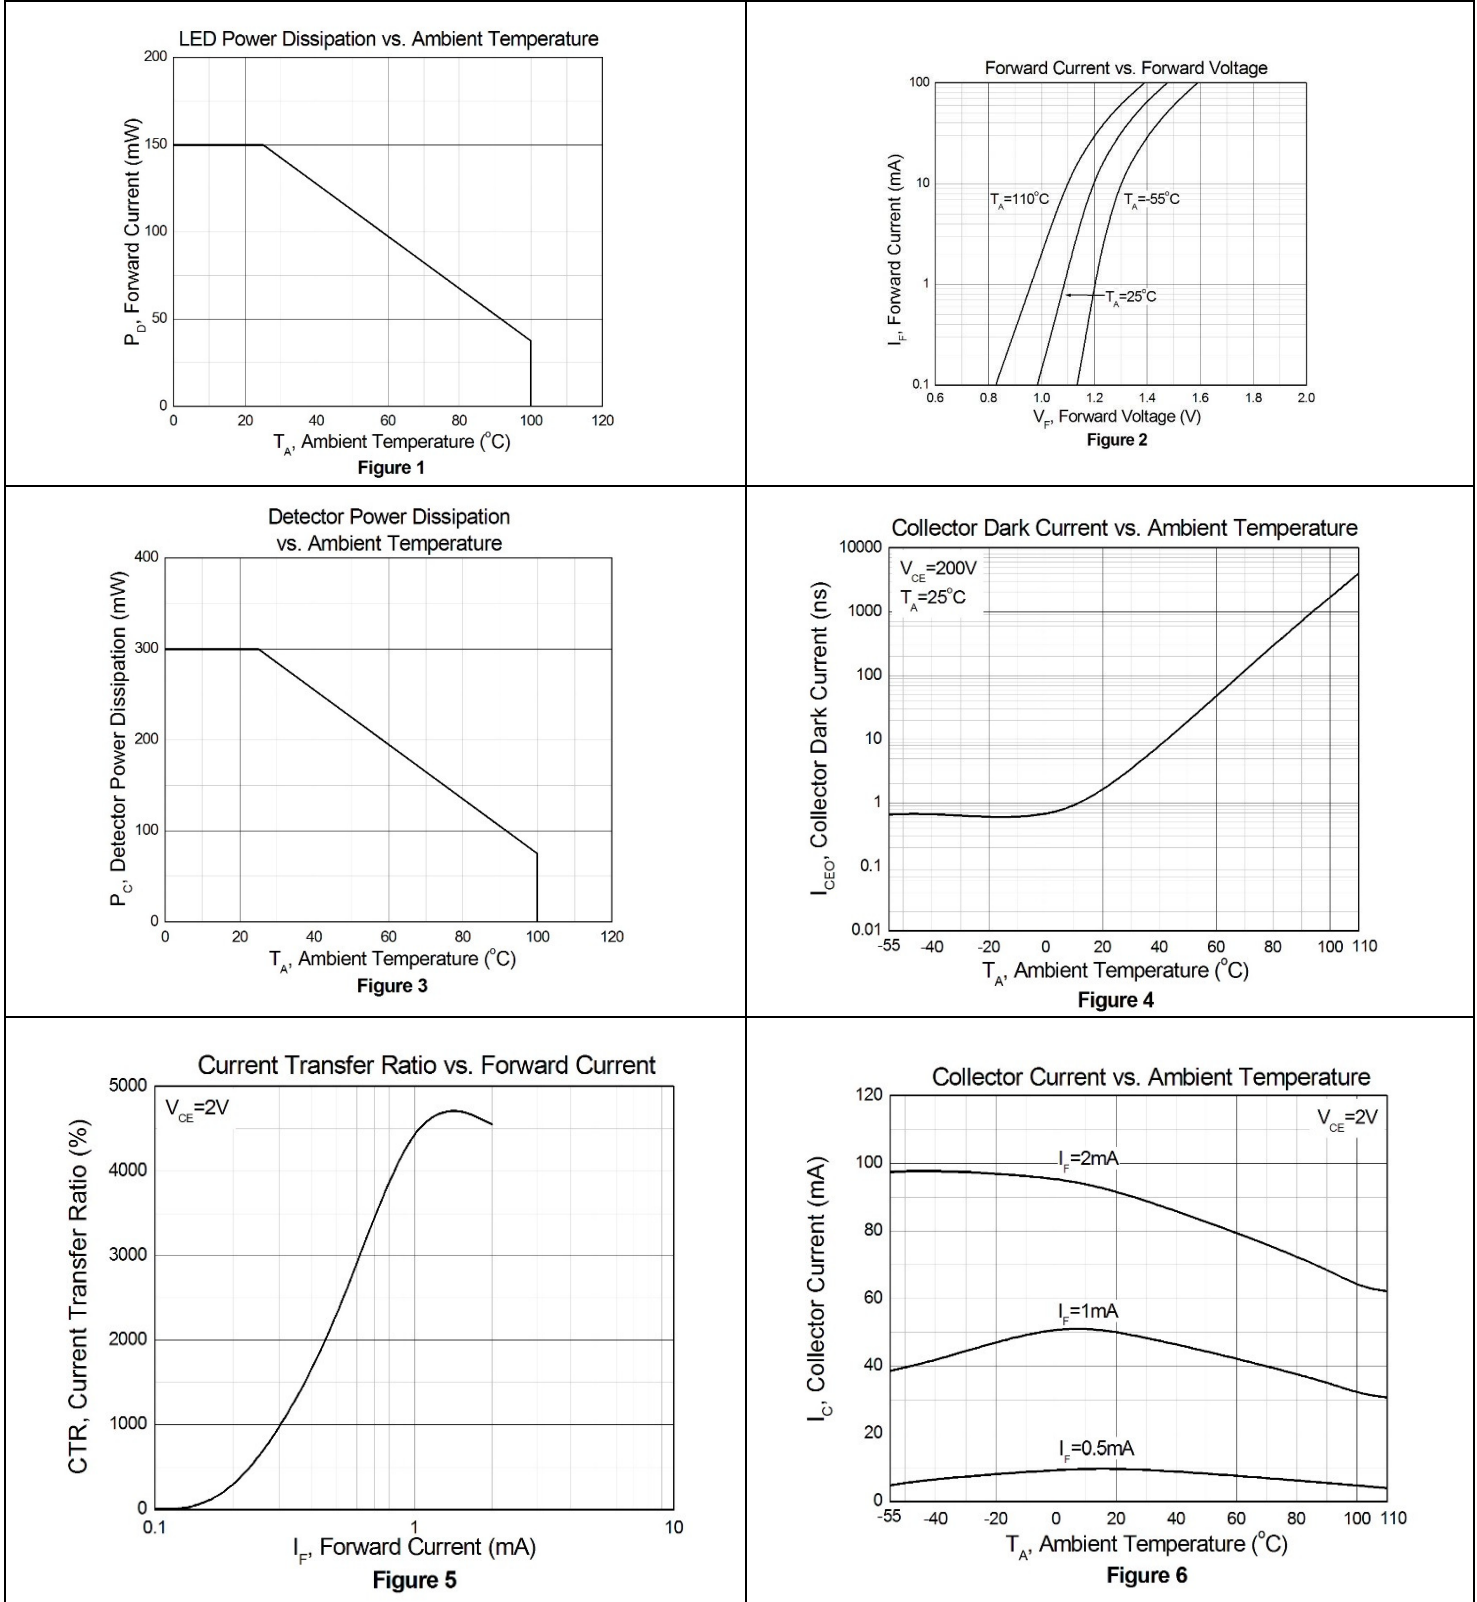 LED Power Dissipation vs. Ambient Temperature
P_D, Forward Current (mW)
200
150
100
50
0
0 20 40 60 80 100 120
T_A, Ambient Temperature (°C)
Figure 1
Forward Current vs. Forward Voltage
I_F, Forward Current (mA)
100
10
1
0.1
T_A=110°C
T_A=-55°C
T_A=25°C
0.6 0.8 1.0 1.2 1.4 1.6 1.8 2.0
V_F, Forward Voltage (V)
Figure 2
Detector Power Dissipation
vs. Ambient Temperature
P_C, Detector Power Dissipation (mW)
400
300
200
100
0
0 20 40 60 80 100 120
T_A, Ambient Temperature (°C)
Figure 3
Collector Dark Current vs. Ambient Temperature
I_CEO, Collector Dark Current (ns)
10000
1000
100
10
1
0.1
0.01
V_CE=200V
T_A=25°C
-55 -40 -20 0 20 40 60 80 100 110
T_A, Ambient Temperature (°C)
Figure 4
Current Transfer Ratio vs. Forward Current
CTR, Current Transfer Ratio (%)
5000
4000
3000
2000
1000
0
V_CE=2V
0.1 1 10
I_F, Forward Current (mA)
Figure 5
Collector Current vs. Ambient Temperature
I_C, Collector Current (mA)
120
100
80
60
40
20
0
V_CE=2V
I_F=2mA
I_F=1mA
I_F=0.5mA
-55 -40 -20 0 20 40 60 80 100 110
T_A, Ambient Temperature (°C)
Figure 6